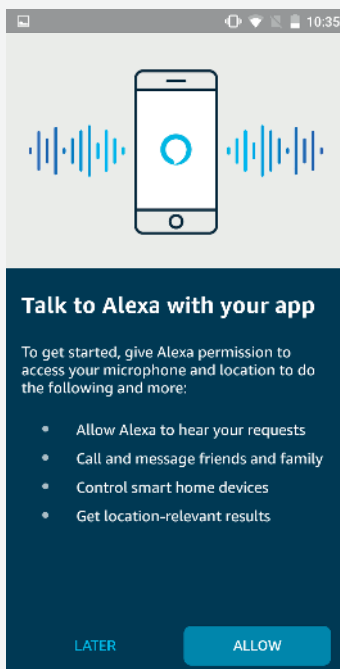 10:35
Talk to Alexa with your app
To get started, give Alexa permission to
access your microphone and location to do
the following and more:
• Allow Alexa to hear your requests
• Call and message friends and family
• Control smart home devices
• Get location-relevant results
LATER ALLOW